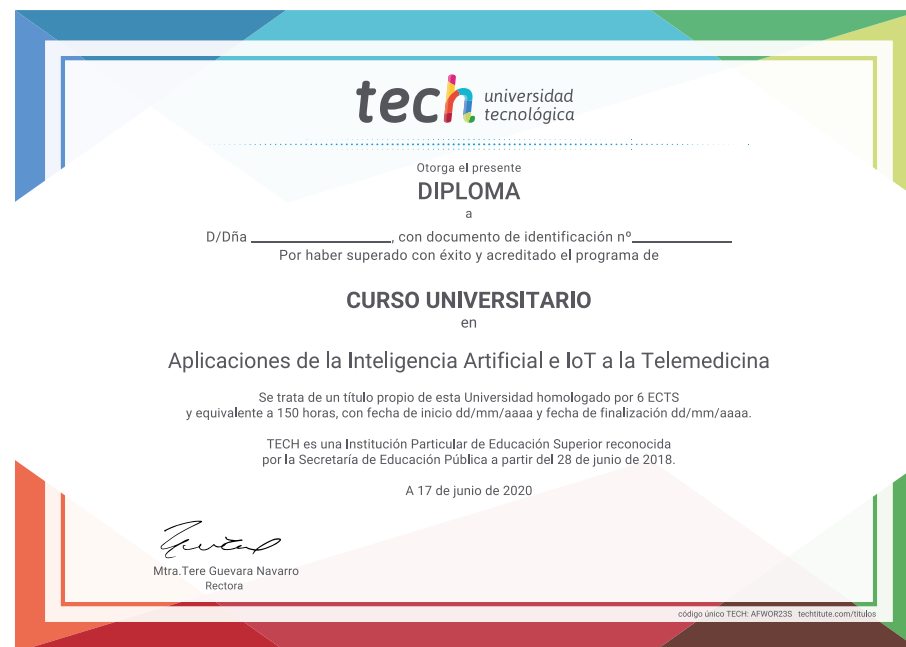 tech universidad
tecnológica
Otorga el presente
DIPLOMA
a
D/Dña ____________________, con documento de identificación nº______________
Por haber superado con éxito y acreditado el programa de
CURSO UNIVERSITARIO
en
Aplicaciones de la Inteligencia Artificial e IoT a la Telemedicina
Se trata de un título propio de esta Universidad homologado por 6 ECTS
y equivalente a 150 horas, con fecha de inicio dd/mm/aaaa y fecha de finalización dd/mm/aaaa.
TECH es una Institución Particular de Educación Superior reconocida
por la Secretaría de Educación Pública a partir del 28 de junio de 2018.
A 17 de junio de 2020
Mtra.Tere Guevara Navarro
Rectora
código único TECH: AFWOR23S techtitute.com/titulos